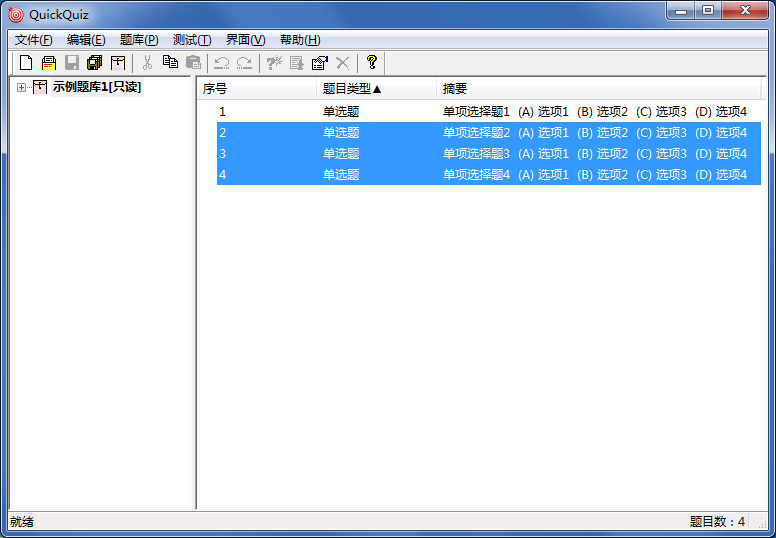 QuickQuiz
文件(F) 编辑(E) 题库(P) 测试(T) 界面(V) 帮助(H)
示例题库1[只读]
序号 题目类型▲ 摘要
1 单选题 单项选择题1 (A) 选项1 (B) 选项2 (C) 选项3 (D) 选项4
2 单选题 单项选择题2 (A) 选项1 (B) 选项2 (C) 选项3 (D) 选项4
3 单选题 单项选择题3 (A) 选项1 (B) 选项2 (C) 选项3 (D) 选项4
4 单选题 单项选择题4 (A) 选项1 (B) 选项2 (C) 选项3 (D) 选项4
就绪 题目数：4